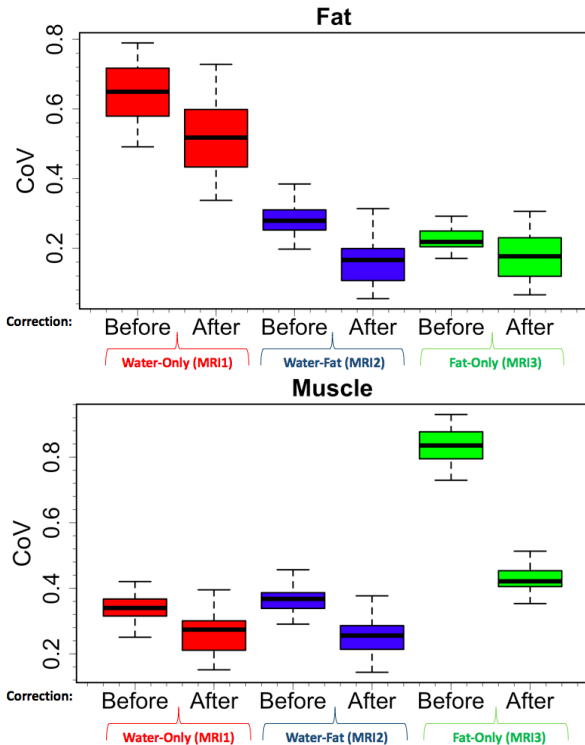 Fat
CoV
0.8
0.6
0.4
0.2
Correction: Before After Before After Before After
Water-Only (MRI1) Water-Fat (MRI2) Fat-Only (MRI3)
Muscle
CoV
0.8
0.6
0.4
0.2
Correction: Before After Before After Before After
Water-Only (MRI1) Water-Fat (MRI2) Fat-Only (MRI3)